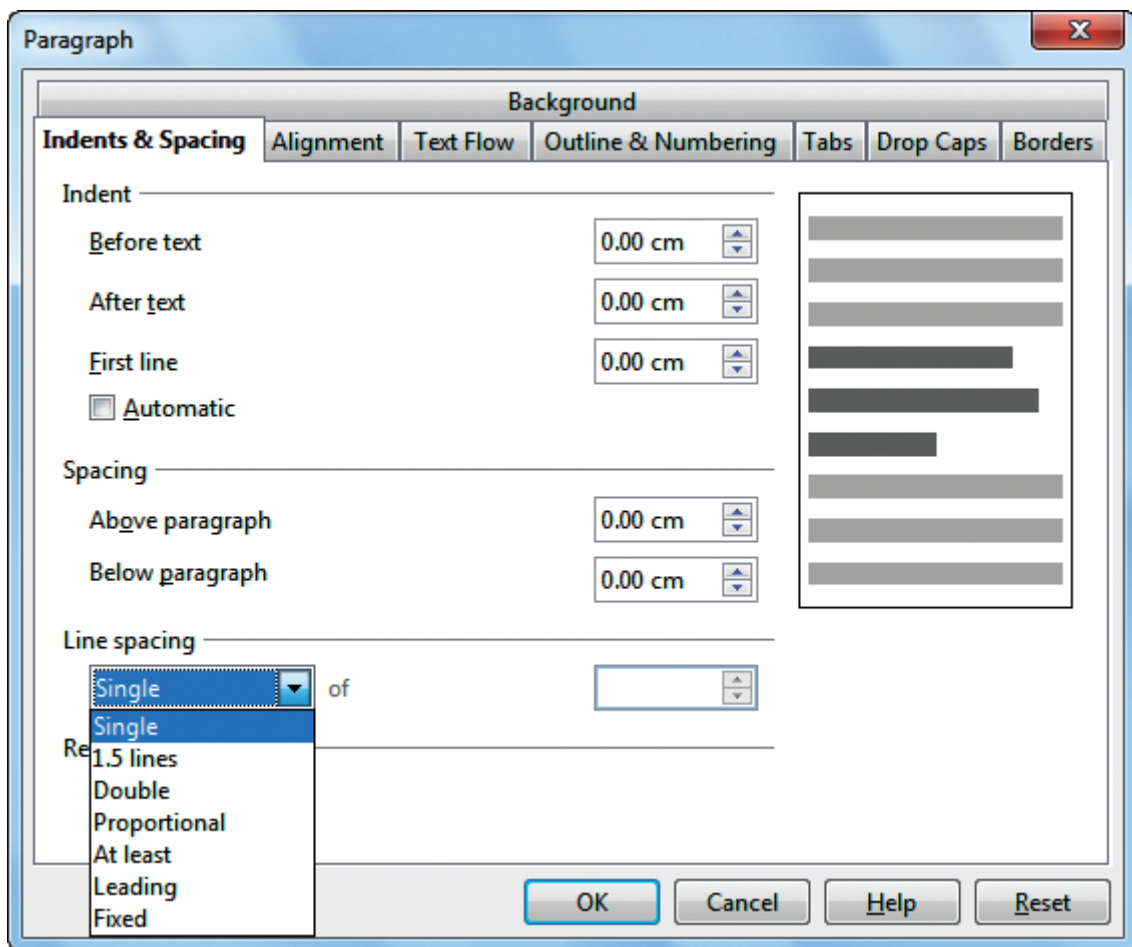 Paragraph
x
Background
Indents & Spacing Alignment Text Flow Outline & Numbering Tabs Drop Caps Borders
Indent
Before text 0.00 cm
After text 0.00 cm
First line 0.00 cm
Automatic
Spacing
Above paragraph 0.00 cm
Below paragraph 0.00 cm
Line spacing
Single of
Single
Re
1.5 lines
Double
Proportional
At least
Leading
Fixed
OK Cancel Help Reset